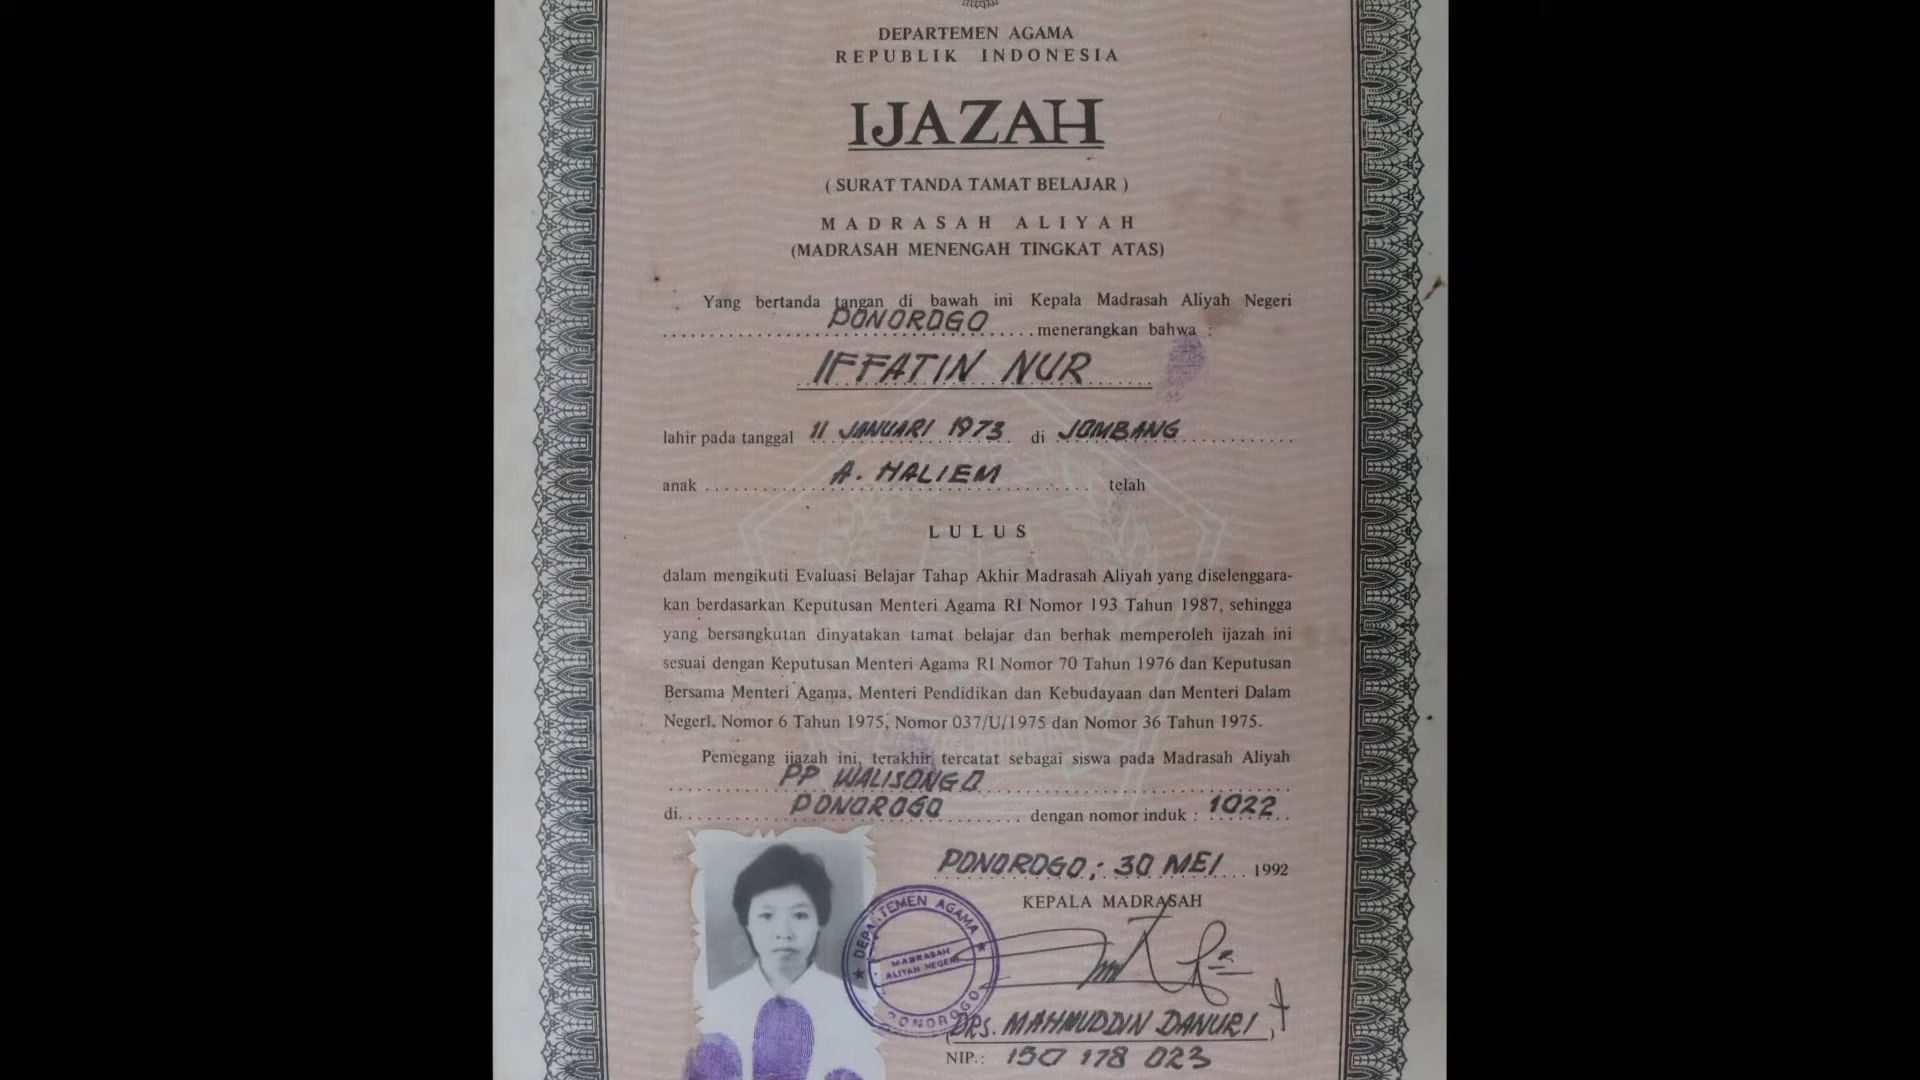 DEPARTEMEN AGAMA
REPUBLIK INDONESIA
IJAZAH
( SURAT TANDA TAMAT BELAJAR )
MADRASAH ALIYAH
(MADRASAH MENENGAH TINGKAT ATAS)
Yang bertanda tangan di bawah ini Kepala Madrasah Aliyah Negeri
PONOROGO menerangkan bahwa :
IFFATIN NUR
lahir pada tanggal 11 JANUARI 1973 di JOMBANG
anak A. HALIEM telah
LULUS
dalam mengikuti Evaluasi Belajar Tahap Akhir Madrasah Aliyah yang diselenggara-
kan berdasarkan Keputusan Menteri Agama RI Nomor 193 Tahun 1987, sehingga
yang bersangkutan dinyatakan tamat belajar dan berhak memperoleh ijazah ini
sesuai dengan Keputusan Menteri Agama RI Nomor 70 Tahun 1976 dan Keputusan
Bersama Menteri Agama, Menteri Pendidikan dan Kebudayaan dan Menteri Dalam
Negerl, Nomor 6 Tahun 1975, Nomor 037/U/1975 dan Nomor 36 Tahun 1975.
Pemegang ijazah ini, terakhir tercatat sebagai siswa pada Madrasah Aliyah
PP WALISONGO
di. PONOROGO dengan nomor induk : 1022
PONOROGO; 30 MEI 1992
KEPALA MADRASAH
DEPARTEMEN AGAMA
MADRASAH
ALIYAH NEGERI
PONOROGO
(DRS. MAHMUDDIN DANURI)
NIP.: 150 178 023